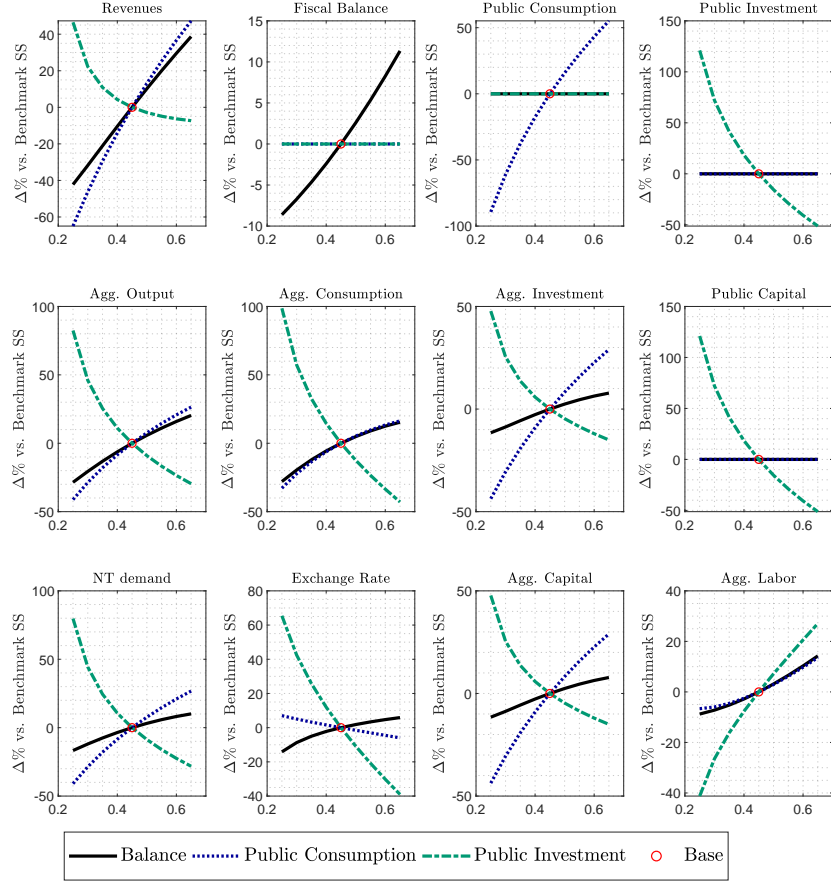 Revenues
Fiscal Balance
Public Consumption
Public Investment
Δ% vs. Benchmark SS
40
20
0
-20
-40
-60
0.2 0.4 0.6
Δ% vs. Benchmark SS
15
10
5
0
-5
-10
0.2 0.4 0.6
Δ% vs. Benchmark SS
50
0
-50
-100
0.2 0.4 0.6
Δ% vs. Benchmark SS
150
100
50
0
-50
0.2 0.4 0.6
Agg. Output
Agg. Consumption
Agg. Investment
Public Capital
Δ% vs. Benchmark SS
100
50
0
-50
0.2 0.4 0.6
Δ% vs. Benchmark SS
100
50
0
-50
0.2 0.4 0.6
Δ% vs. Benchmark SS
50
0
-50
0.2 0.4 0.6
Δ% vs. Benchmark SS
150
100
50
0
-50
0.2 0.4 0.6
NT demand
Exchange Rate
Agg. Capital
Agg. Labor
Δ% vs. Benchmark SS
100
50
0
-50
0.2 0.4 0.6
Δ% vs. Benchmark SS
80
60
40
20
0
-20
-40
0.2 0.4 0.6
Δ% vs. Benchmark SS
50
0
-50
0.2 0.4 0.6
Δ% vs. Benchmark SS
40
20
0
-20
-40
0.2 0.4 0.6
Balance Public Consumption Public Investment Base